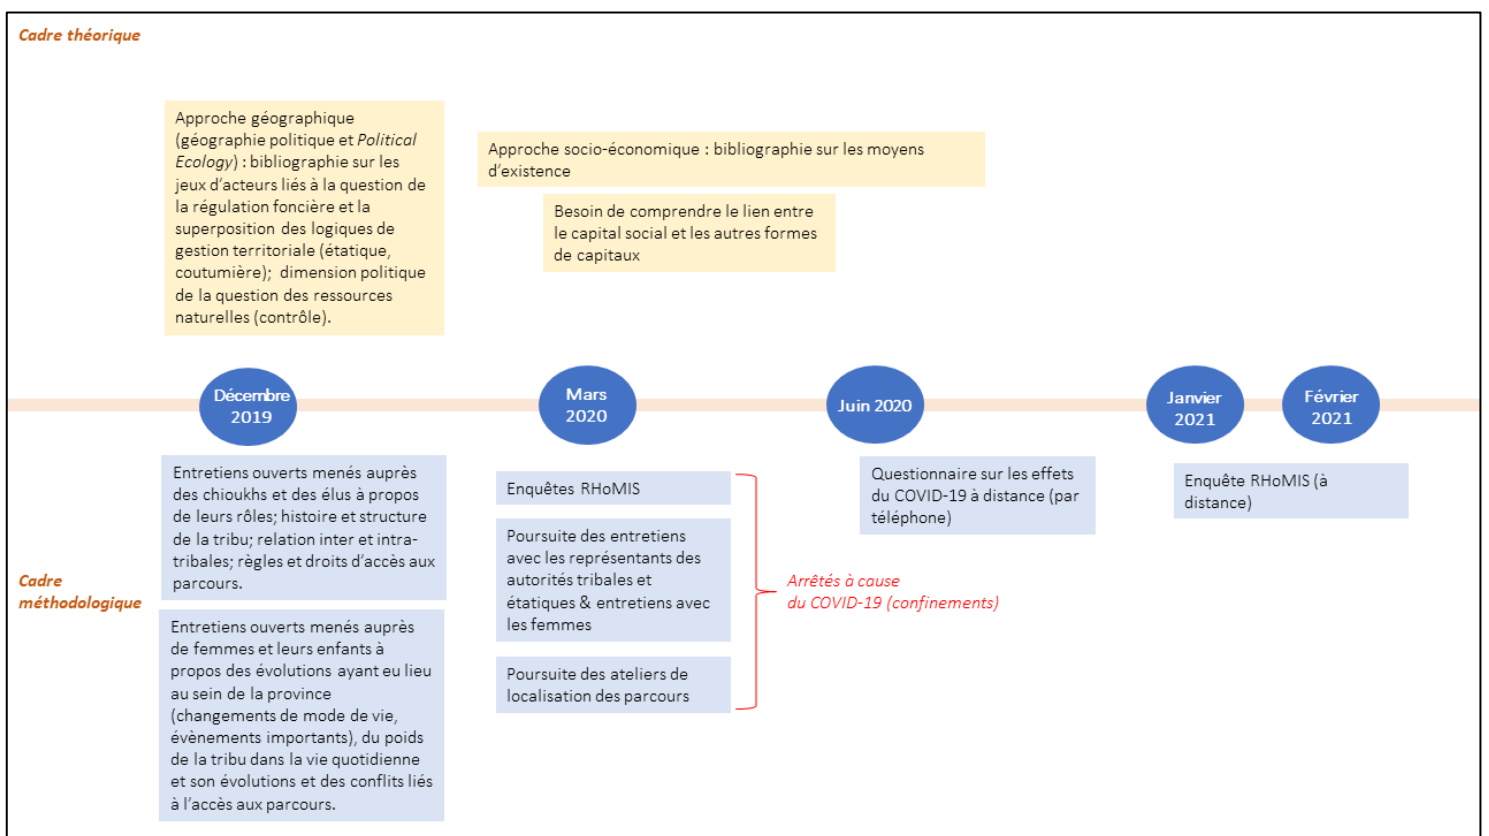 Cadre théorique
Approche géographique
(géographie politique et Political
Ecology) : bibliographie sur les
jeux d’acteurs liés à la question de
la régulation foncière et la
superposition des logiques de
gestion territoriale (étatique,
coutumière);  dimension politique
de la question des ressources
naturelles (contrôle).
Approche socio-économique : bibliographie sur les moyens
d’existence
Besoin de comprendre le lien entre
le capital social et les autres formes
de capitaux
Décembre
2019
Mars
2020
Juin 2020
Janvier
2021
Février
2021
Cadre
méthodologique
Entretiens ouverts menés auprès
des chioukhs et des élus à propos
de leurs rôles; histoire et structure
de la tribu; relation inter et intra-
tribales; règles et droits d’accès aux
parcours.
Entretiens ouverts menés auprès
de femmes et leurs enfants à
propos des évolutions ayant eu lieu
au sein de la province
(changements de mode de vie,
évènements importants), du poids
de la tribu dans la vie quotidienne
et son évolutions et des conflits liés
à l’accès aux parcours.
Enquêtes RHoMIS
Poursuite des entretiens
avec les représentants des
autorités tribales et
étatiques & entretiens avec
les femmes
Poursuite des ateliers de
localisation des parcours
Arrêtés à cause
du COVID-19 (confinements)
Questionnaire sur les effets
du COVID-19 à distance (par
téléphone)
Enquête RHoMIS (à
distance)